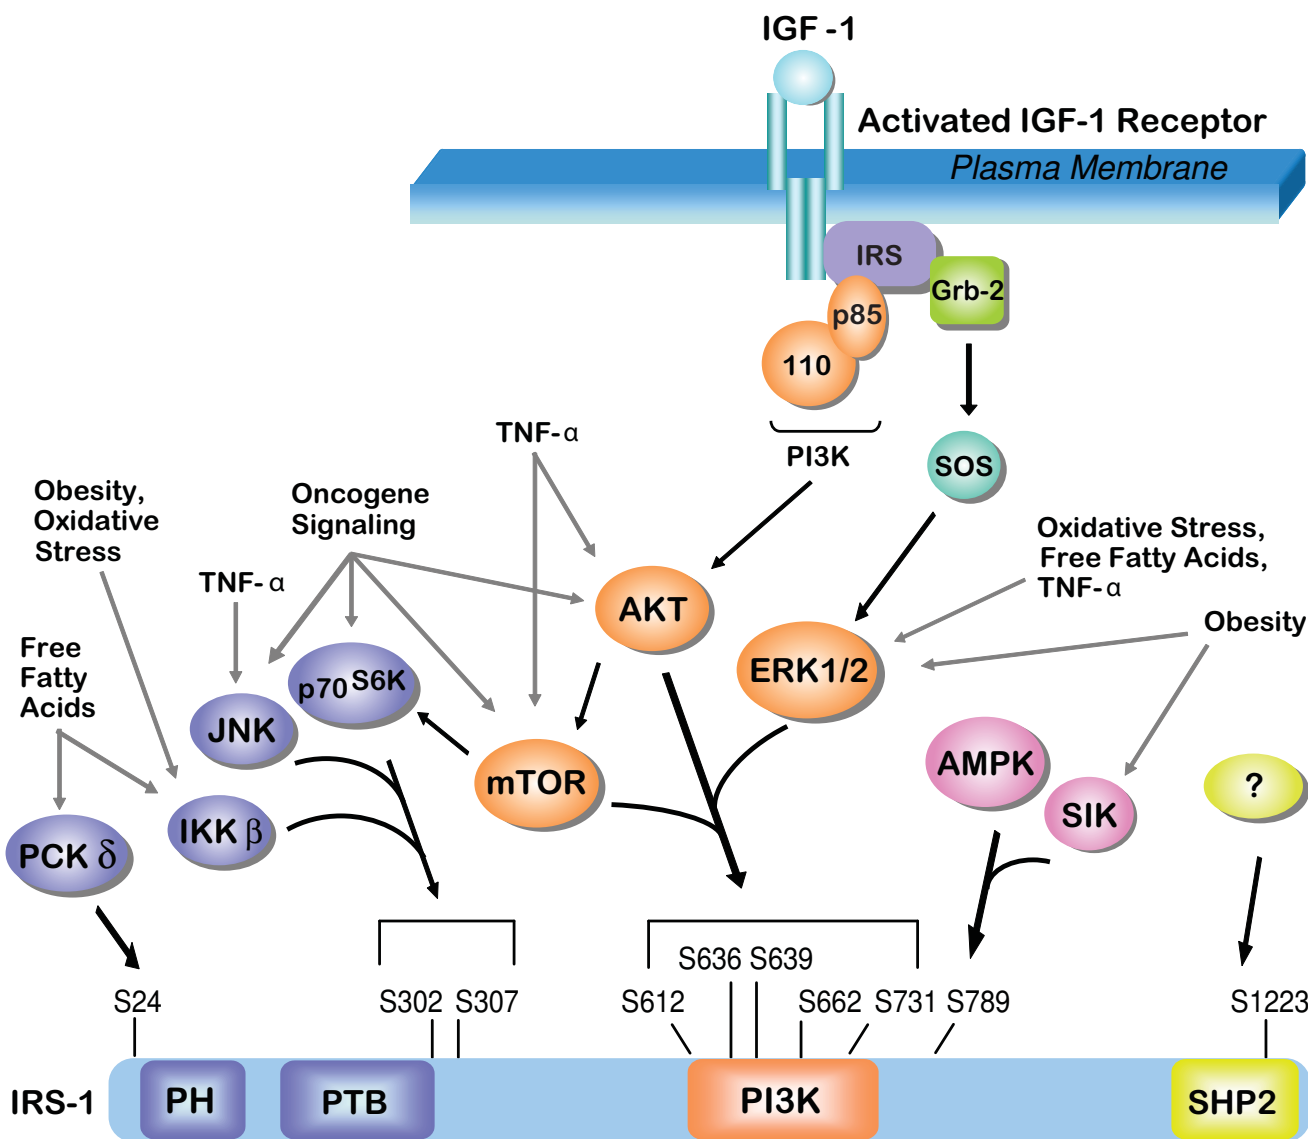 IGF -1
Activated IGF-1 Receptor
Plasma Membrane
IRS
Grb-2
p85
110
PI3K
SOS
TNF- α
Obesity,
Oxidative
Stress
Oncogene
Signaling
TNF- α
Oxidative Stress,
Free Fatty Acids,
TNF- α
Obesity
Free
Fatty
Acids
AKT
ERK1/2
p70 S6K
JNK
mTOR
AMPK
SIK
?
IKK β
PCK δ
S636 S639
S24
S302 S307
S612
S662 S731 S789
S1223
IRS-1
PH
PTB
PI3K
SHP2